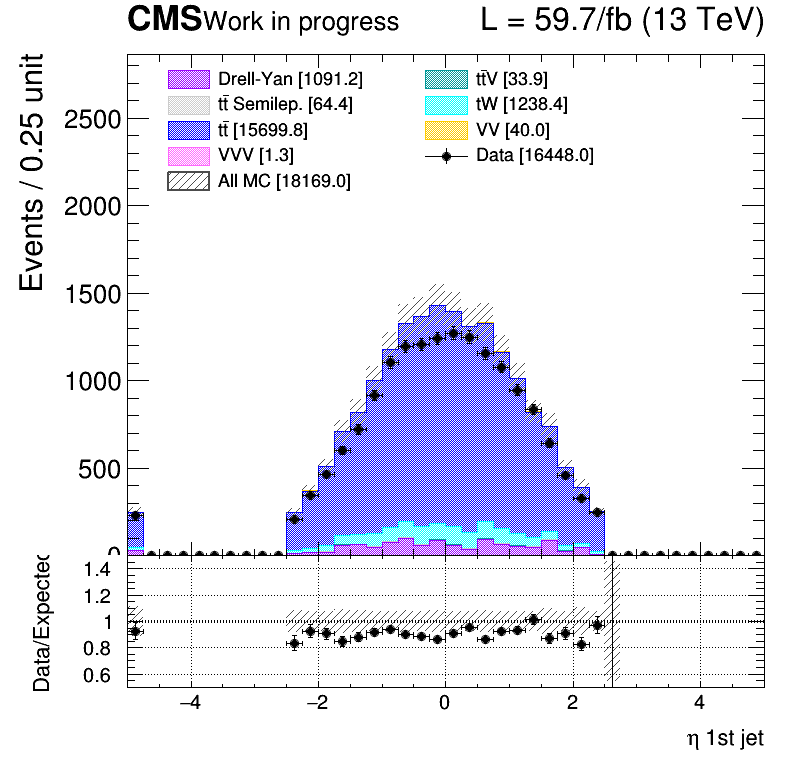 CMS Work in progress L = 59.7/fb (13 TeV)
Drell-Yan [1091.2]
tt̄ Semilep. [64.4]
tt̄ [15699.8]
VVV [1.3]
All MC [18169.0]
tt̄V [33.9]
tW [1238.4]
VV [40.0]
Data [16448.0]
Events / 0.25 unit
2500
2000
1500
1000
500
0
Data/Expected
1.4
1.2
1
0.8
0.6
−4 −2 0 2 4
η 1st jet